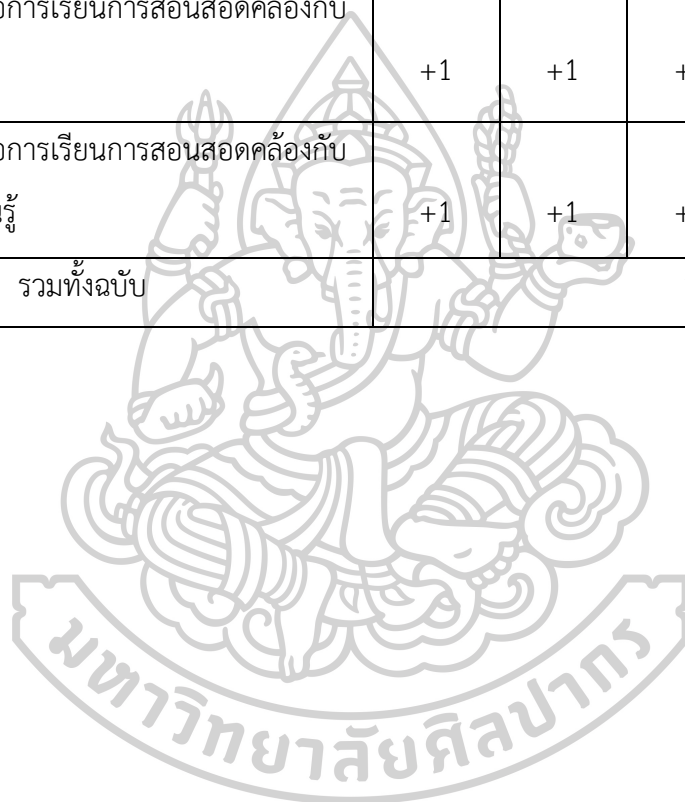 อการเรียนการสอนสอดคล้องกับ
+1 +1 +
อการเรียนการสอนสอดคล้องกับ
นรู้ +1 +1 +
รวมทั้งฉบับ
มหาวิทยาลัยศิลปากร